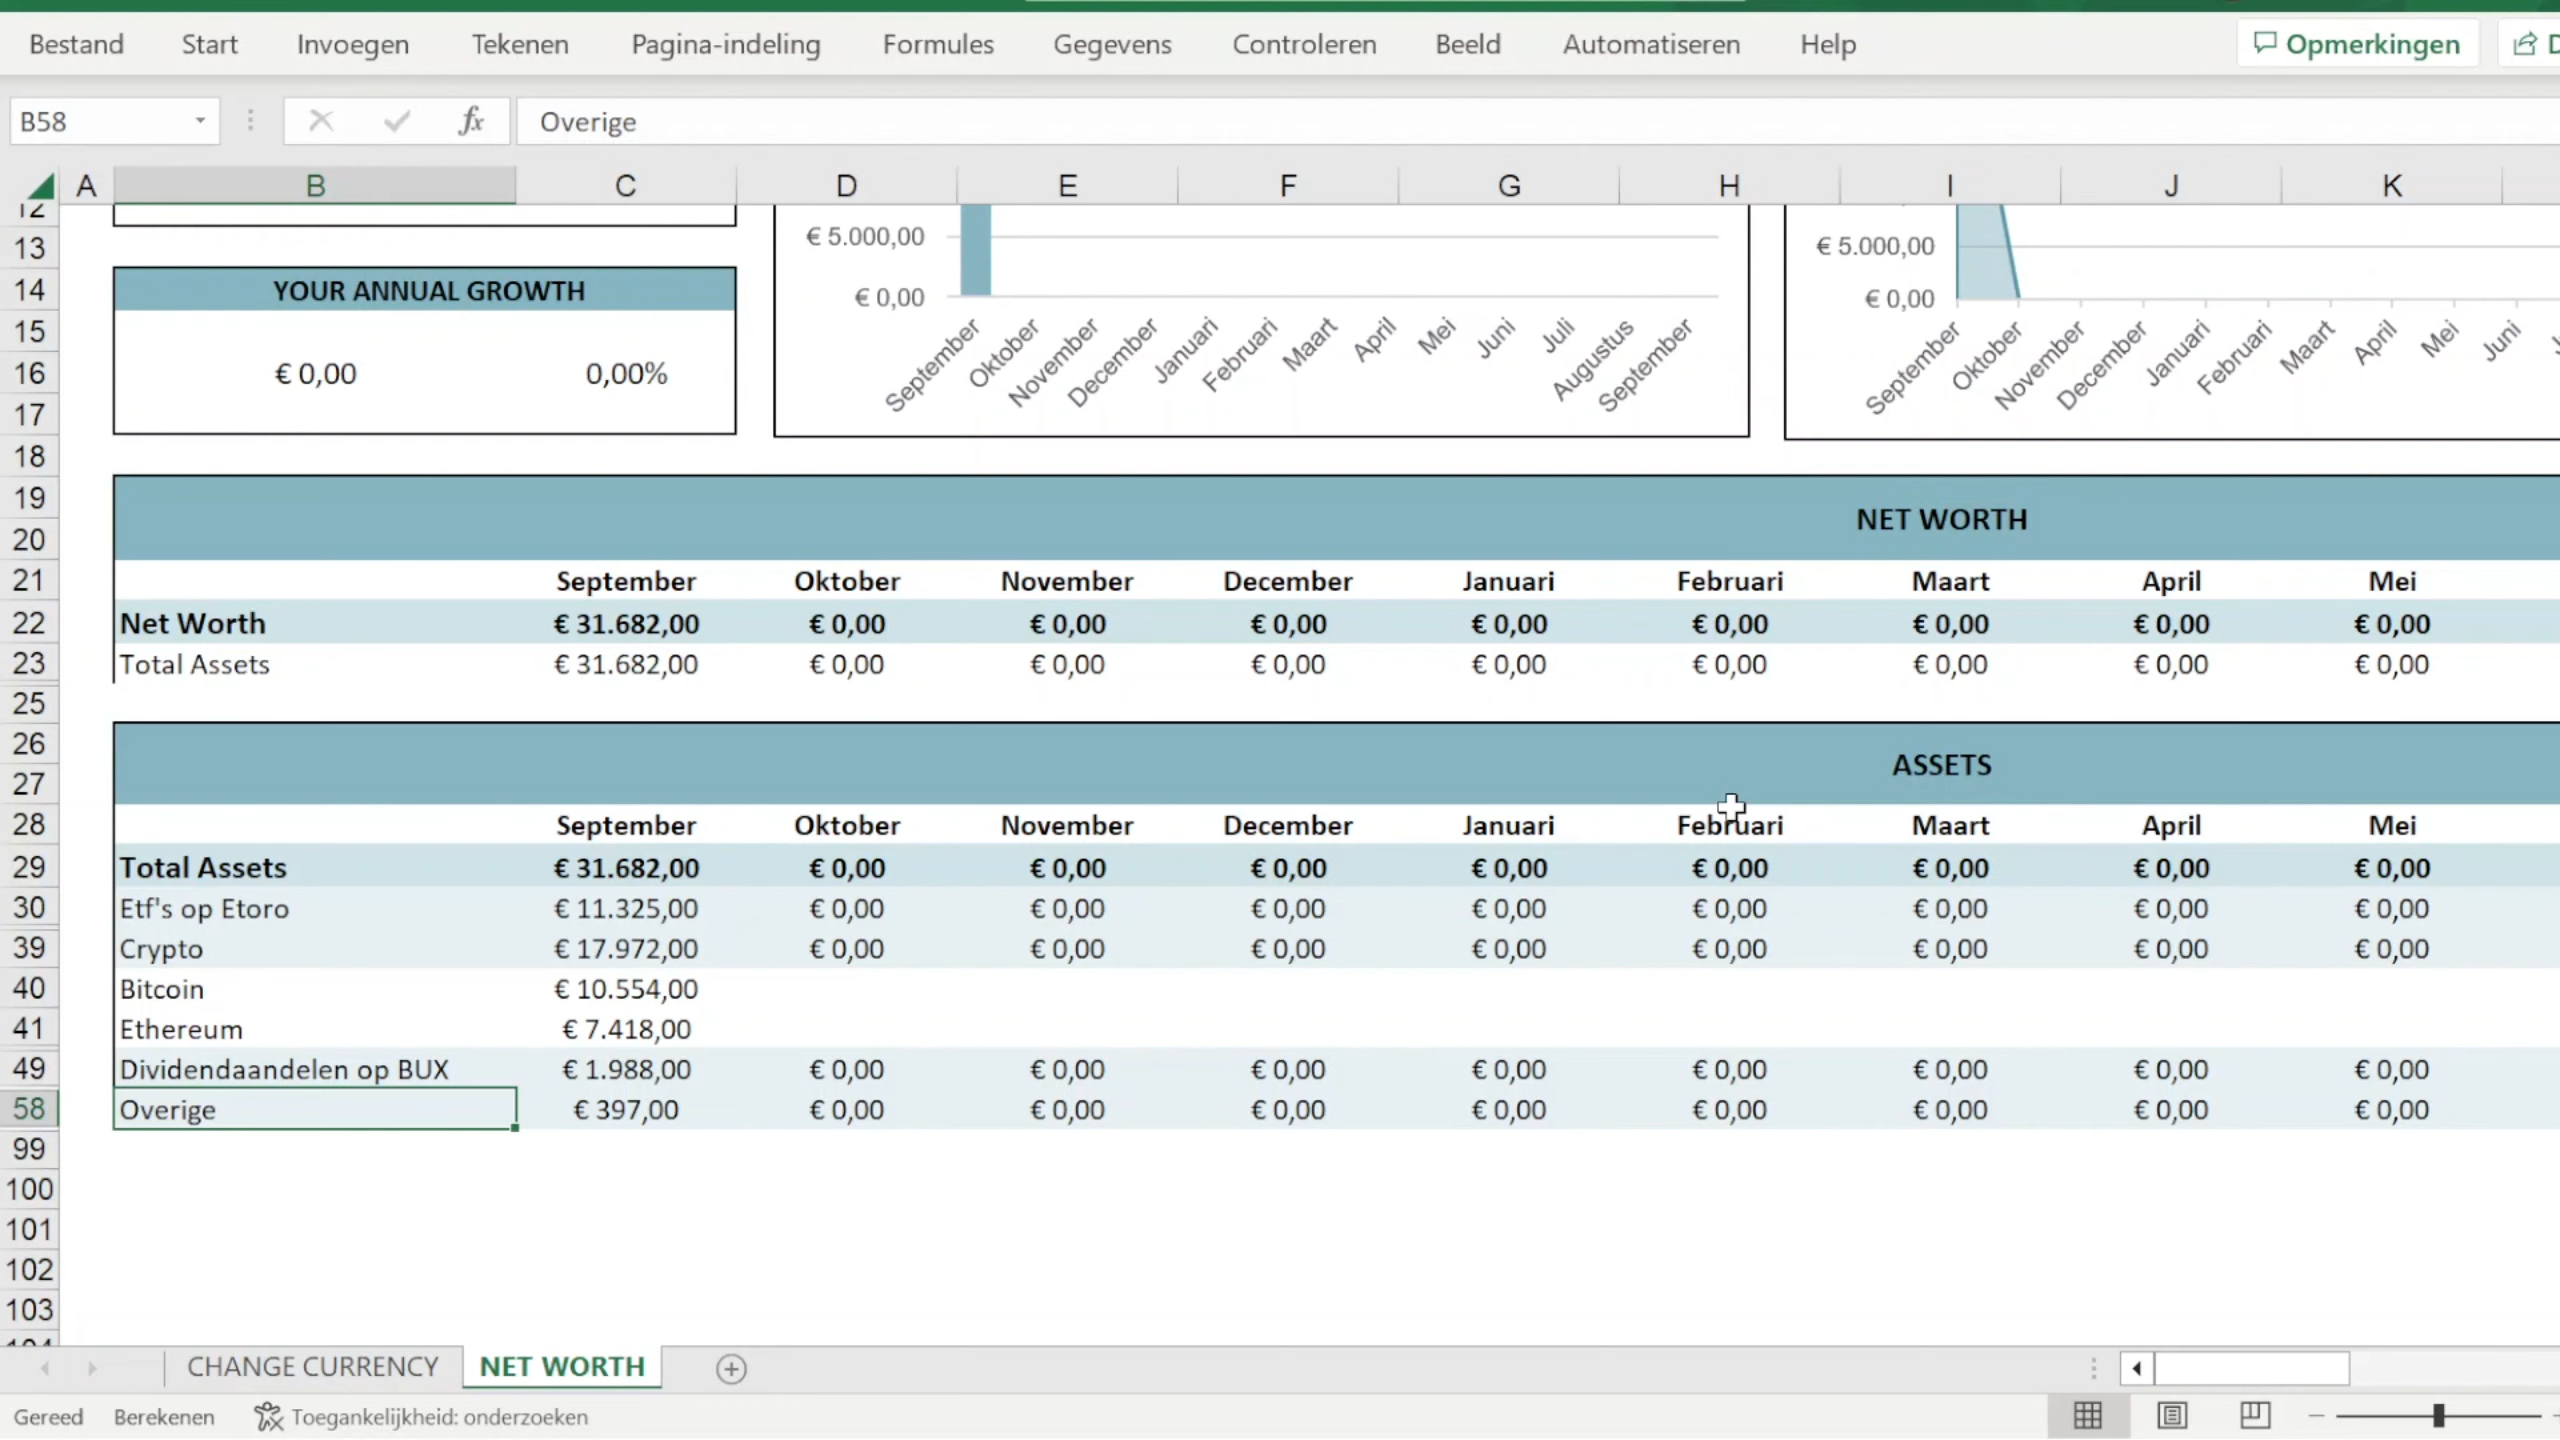 Bestand Start Invoegen Tekenen Pagina-indeling Formules Gegevens Controleren Beeld Automatiseren Help Opmerkingen
B58 fx Overige
A B C D E F G H I J K
12
13 € 5.000,00 € 5.000,00
14 YOUR ANNUAL GROWTH € 0,00 € 0,00
15
16 € 0,00 0,00%
17
September Oktober November December Januari Februari Maart April Mei Juni Juli Augustus September
September Oktober November December Januari Februari Maart April Mei Juni
18
19
20 NET WORTH
21 September Oktober November December Januari Februari Maart April Mei
22 Net Worth € 31.682,00 € 0,00 € 0,00 € 0,00 € 0,00 € 0,00 € 0,00 € 0,00 € 0,00
23 Total Assets € 31.682,00 € 0,00 € 0,00 € 0,00 € 0,00 € 0,00 € 0,00 € 0,00 € 0,00
25
26
27 ASSETS
28 September Oktober November December Januari Februari Maart April Mei
29 Total Assets € 31.682,00 € 0,00 € 0,00 € 0,00 € 0,00 € 0,00 € 0,00 € 0,00 € 0,00
30 Etf's op Etoro € 11.325,00 € 0,00 € 0,00 € 0,00 € 0,00 € 0,00 € 0,00 € 0,00 € 0,00
39 Crypto € 17.972,00 € 0,00 € 0,00 € 0,00 € 0,00 € 0,00 € 0,00 € 0,00 € 0,00
40 Bitcoin € 10.554,00
41 Ethereum € 7.418,00
49 Dividendaandelen op BUX € 1.988,00 € 0,00 € 0,00 € 0,00 € 0,00 € 0,00 € 0,00 € 0,00 € 0,00
58 Overige € 397,00 € 0,00 € 0,00 € 0,00 € 0,00 € 0,00 € 0,00 € 0,00 € 0,00
99
100
101
102
103
CHANGE CURRENCY NET WORTH
Gereed Berekenen Toegankelijkheid: onderzoeken